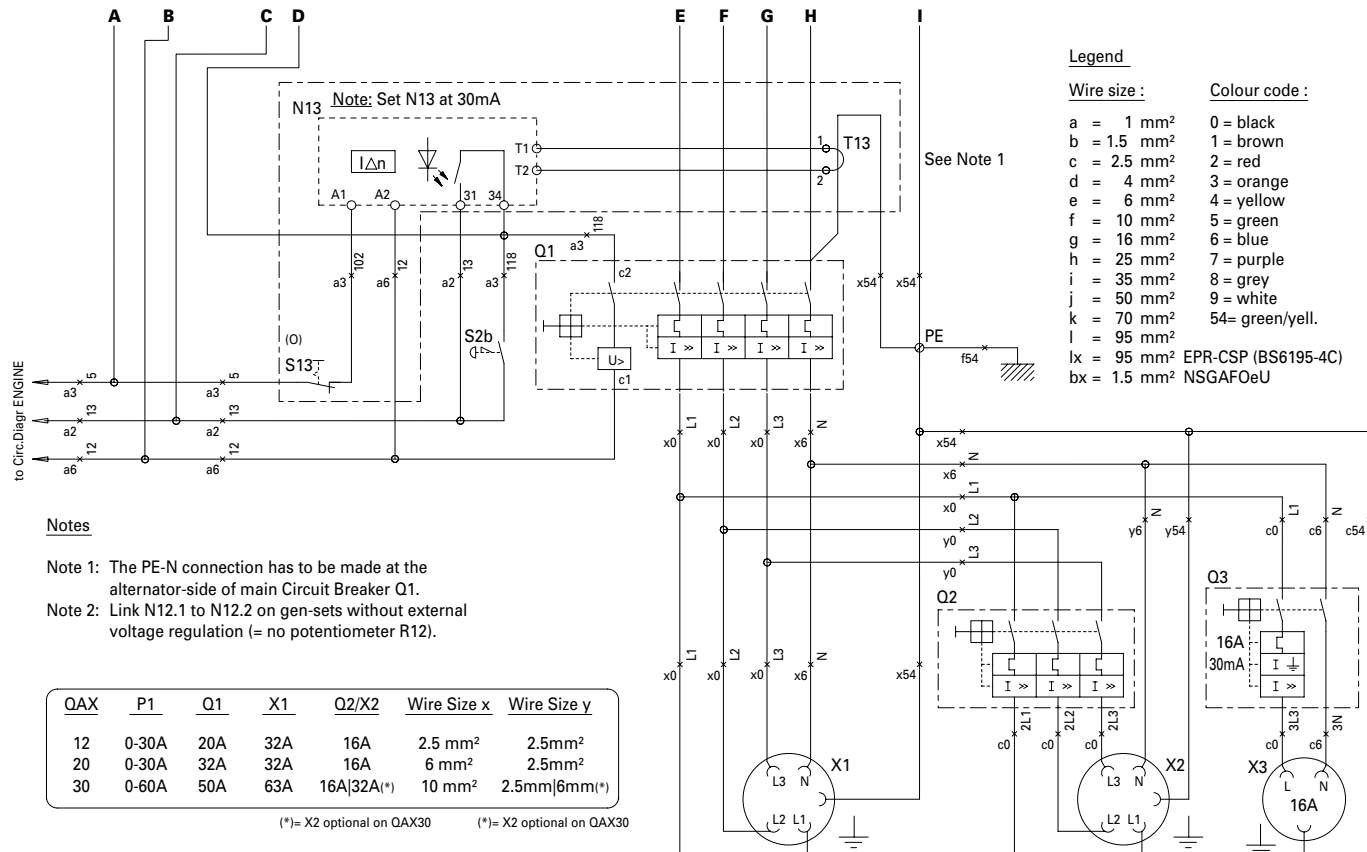 A B C D E F G H I
Legend
Wire size : Colour code :
a = 1 mm² 0 = black
b = 1.5 mm² 1 = brown
c = 2.5 mm² 2 = red
d = 4 mm² 3 = orange
e = 6 mm² 4 = yellow
f = 10 mm² 5 = green
g = 16 mm² 6 = blue
h = 25 mm² 7 = purple
i = 35 mm² 8 = grey
j = 50 mm² 9 = white
k = 70 mm² 54= green/yell.
l = 95 mm²
lx = 95 mm² EPR-CSP (BS6195-4C)
bx = 1.5 mm² NSGAFOeU
N13 Note: Set N13 at 30mA
T1 1 T13
I∆n
T2 2
See Note 1
A1 A2 31 34
118
a3
Q1
c2
102 12 13 118
a3 a6 a2 a3 x54 x54
(O)
S13
S2b
U>
I >> I >> I >> I >>
c1
PE
f54
to Circ.Diagr ENGINE
5 5
a3 a3
13 13
a2 a2
12 12
a6 a6
L1 L2 L3 N
x0 x0 x0 x6
x54
N
x6
L1
x0
L2
y0
L3
y0
N L1 N
y6 y54 c0 c6 c54
Notes
Note 1: The PE-N connection has to be made at the
alternator-side of main Circuit Breaker Q1.
Note 2: Link N12.1 to N12.2 on gen-sets without external
voltage regulation (= no potentiometer R12).
Q2
I >> I >> I >>
Q3
16A
30mA I
I >>
L1 L2 L3 N
x0 x0 x0 x6 x54
2L1 2L2 2L3
c0 c0 c0
3L3 3N
c0 c6
QAX P1 Q1 X1 Q2/X2 Wire Size x Wire Size y
12 0-30A 20A 32A 16A 2.5 mm² 2.5mm²
20 0-30A 32A 32A 16A 6 mm² 2.5mm²
30 0-60A 50A 63A 16A|32A(*) 10 mm² 2.5mm|6mm(*)
(*)= X2 optional on QAX30 (*)= X2 optional on QAX30
X1
L3 N
L2 L1
X2
L3 N
L2 L1
X3
L N
16A